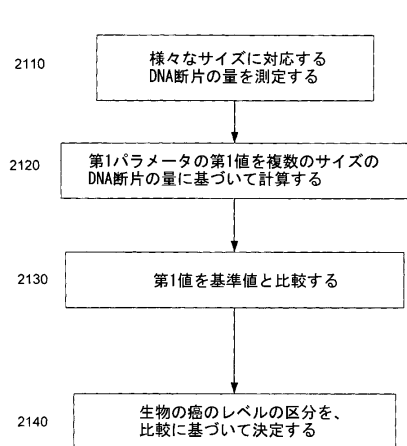 2110
様々なサイズに対応する
DNA断片の量を測定する
2120
第1パラメータの第1値を複数のサイズの
DNA断片の量に基づいて計算する
2130
第1値を基準値と比較する
2140
生物の癌のレベルの区分を、
比較に基づいて決定する